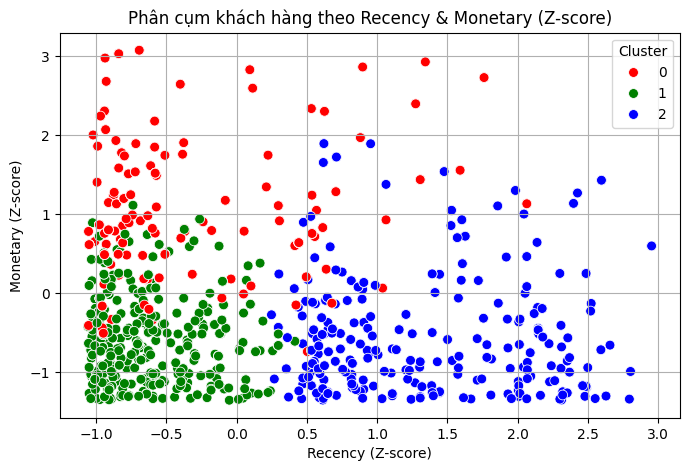 Phân cụm khách hàng theo Recency & Monetary (Z-score)
Cluster
0
1
2
Monetary (Z-score)
3
2
1
0
−1
−1.0 −0.5 0.0 0.5 1.0 1.5 2.0 2.5 3.0
Recency (Z-score)